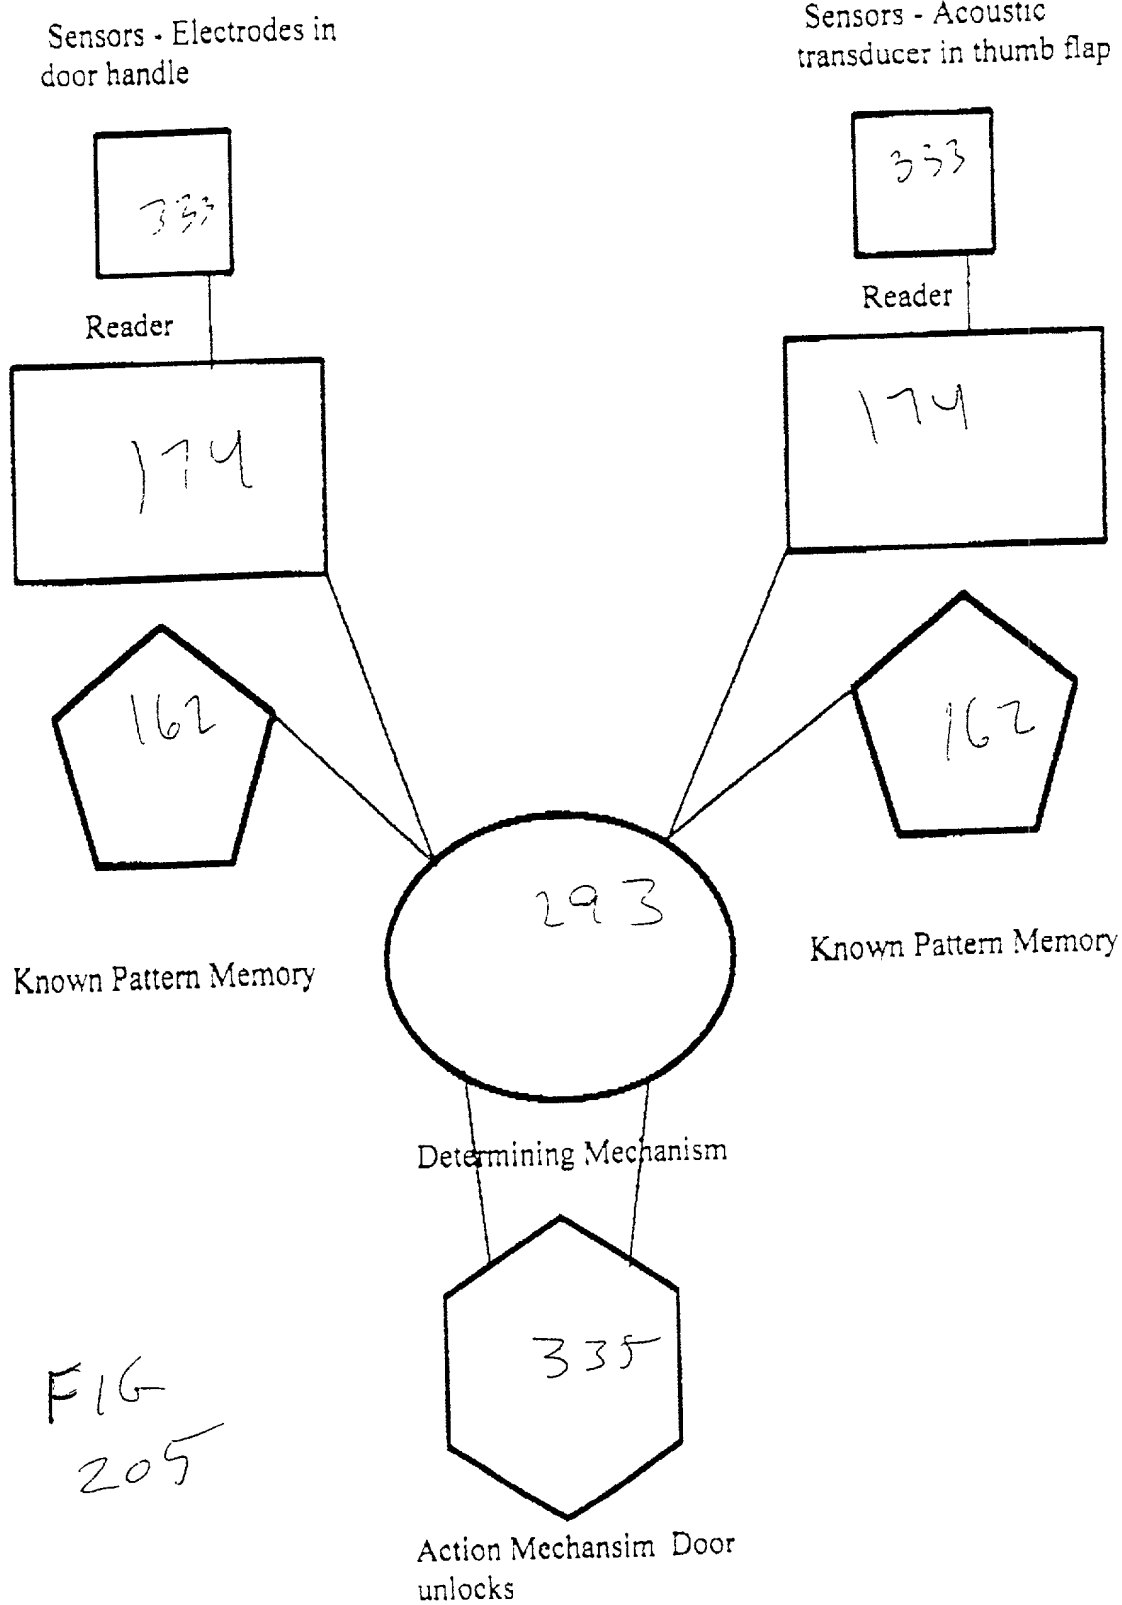 Sensors - Electrodes in
door handle
Sensors - Acoustic
transducer in thumb flap
333
333
Reader
Reader
174
174
162
162
293
Known Pattern Memory
Known Pattern Memory
Determining Mechanism
335
FIG
205
Action Mechansim Door
unlocks